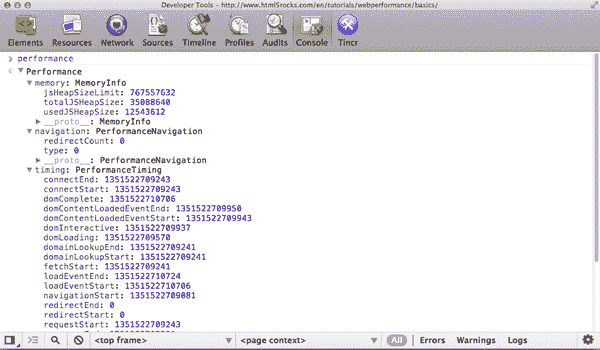 Developer Tools - http://www.html5rocks.com/en/tutorials/webperformance/basics/
Elements Resources Network Sources Timeline Profiles Audits Console Tincr
> performance
Performance
memory: MemoryInfo
jsHeapSizeLimit: 767557632
totalJSHeapSize: 35088640
usedJSHeapSize: 12543612
__proto__: MemoryInfo
navigation: PerformanceNavigation
redirectCount: 0
type: 0
__proto__: PerformanceNavigation
timing: PerformanceTiming
connectEnd: 1351522709243
connectStart: 1351522709243
domComplete: 1351522710706
domContentLoadedEventEnd: 1351522709950
domContentLoadedEventStart: 1351522709943
domInteractive: 1351522709937
domLoading: 1351522709570
domainLookupEnd: 1351522709241
domainLookupStart: 1351522709241
fetchStart: 1351522709241
loadEventEnd: 1351522710724
loadEventStart: 1351522710706
navigationStart: 1351522709081
redirectEnd: 0
redirectStart: 0
requestStart: 1351522709243
<top frame> <page context> All Errors Warnings Logs